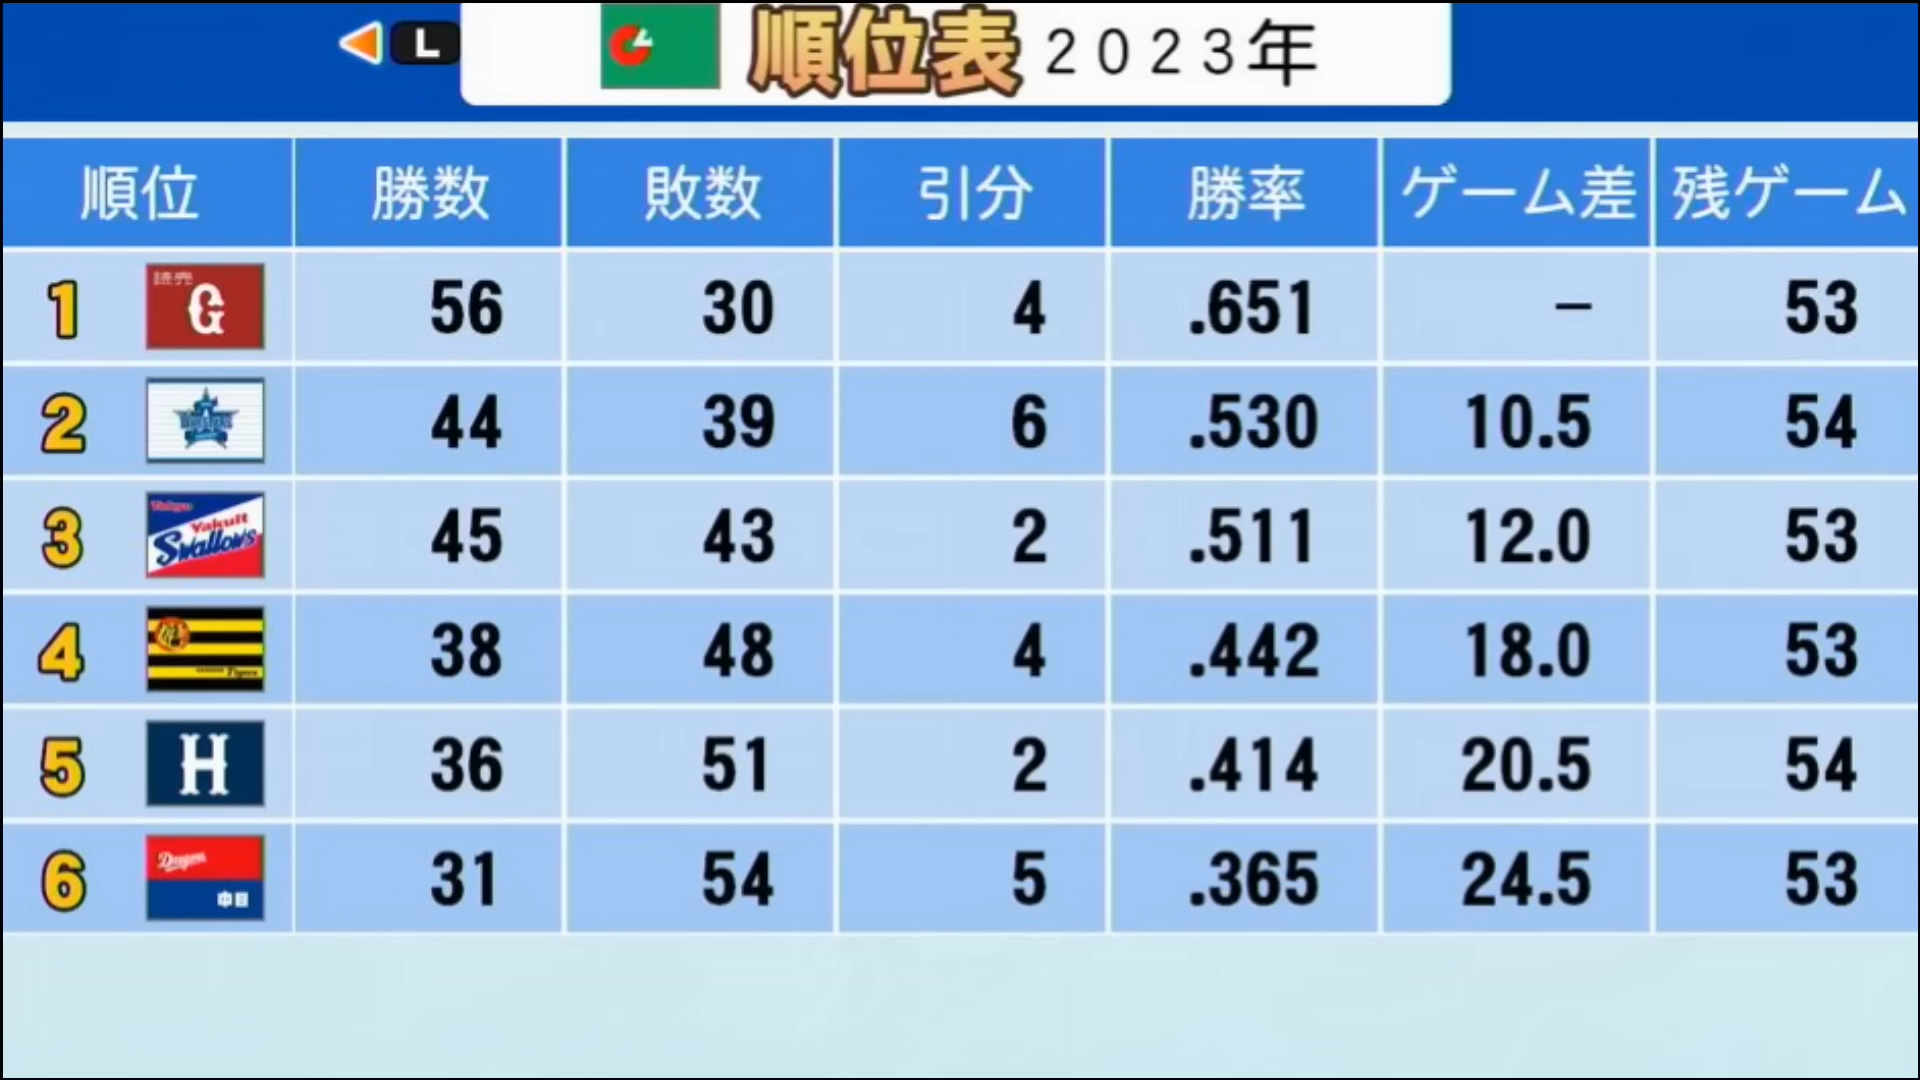 L 順位表 2023年
順位 勝数 敗数 引分 勝率 ゲーム差 残ゲーム
1 読売 G 56 30 4 .651 - 53
2 44 39 6 .530 10.5 54
3 Yakult Swallows 45 43 2 .511 12.0 53
4 Tigers 38 48 4 .442 18.0 53
5 H 36 51 2 .414 20.5 54
6 Dragons 中日 31 54 5 .365 24.5 53